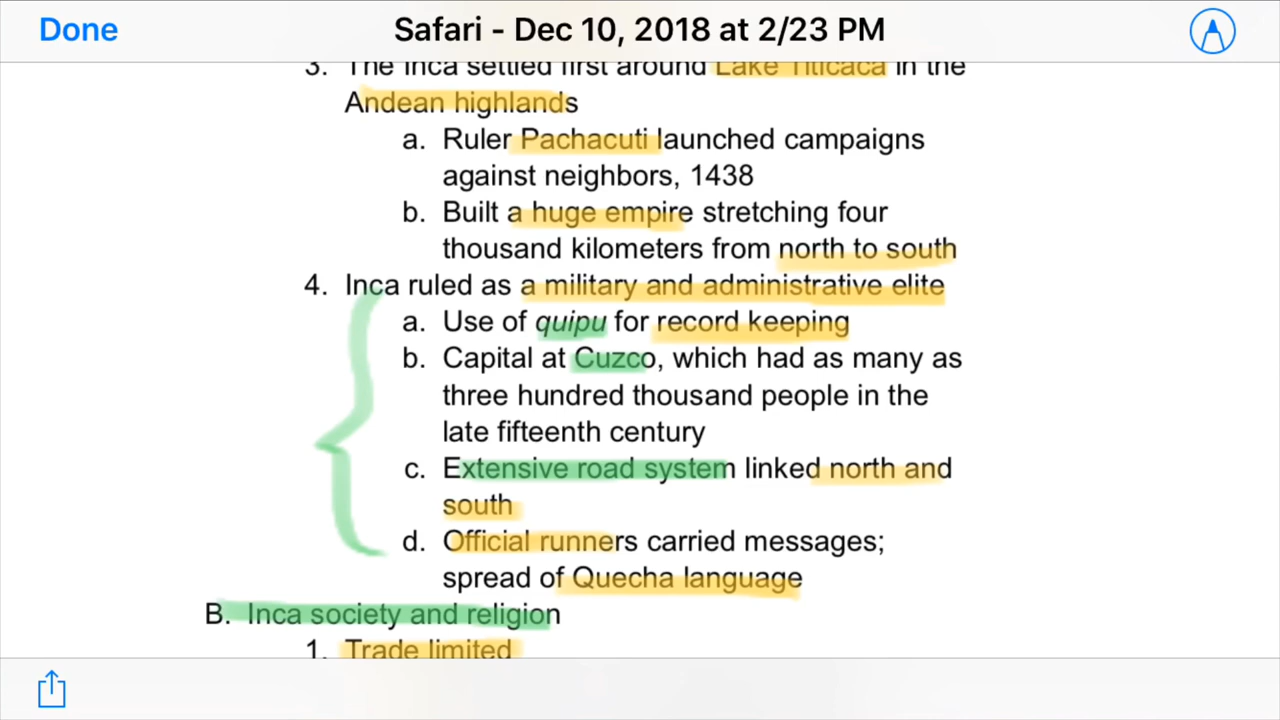 Done
Safari - Dec 10, 2018 at 2/23 PM
3. The Inca settled first around Lake Titicaca in the
Andean highlands
a. Ruler Pachacuti launched campaigns
against neighbors, 1438
b. Built a huge empire stretching four
thousand kilometers from north to south
4. Inca ruled as a military and administrative elite
a. Use of quipu for record keeping
b. Capital at Cuzco, which had as many as
three hundred thousand people in the
late fifteenth century
c. Extensive road system linked north and
south
d. Official runners carried messages;
spread of Quecha language
B. Inca society and religion
1. Trade limited